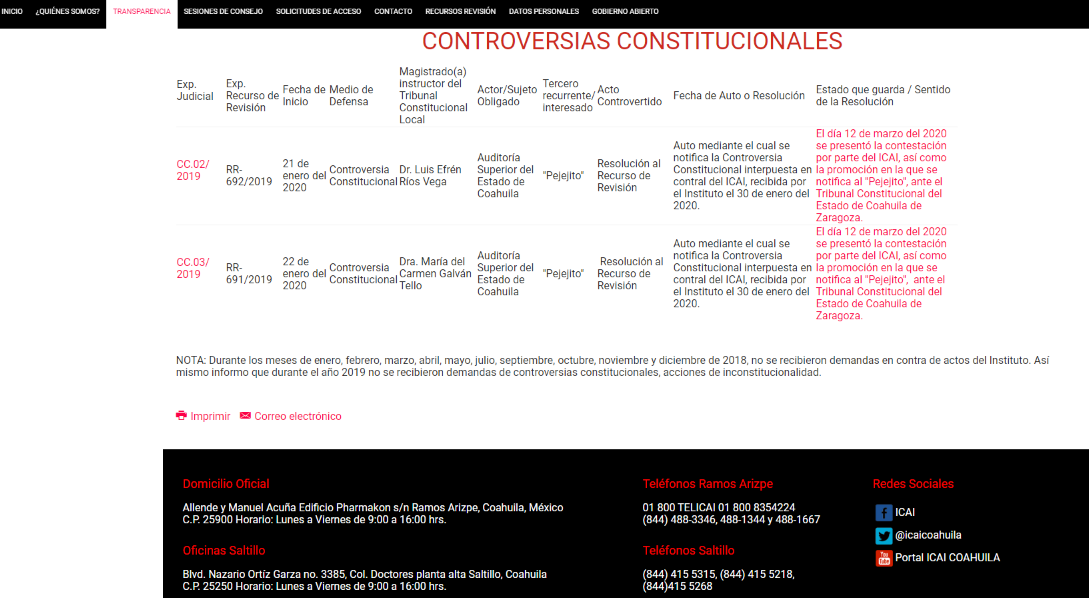 INICIO ¿QUIÉNES SOMOS? TRANSPARENCIA SESIONES DE CONSEJO SOLICITUDES DE ACCESO CONTACTO RECURSOS REVISIÓN DATOS PERSONALES GOBIERNO ABIERTO
CONTROVERSIAS CONSTITUCIONALES
Exp.
Judicial
Exp.
Recurso de
Revisión
Fecha de
Inicio
Medio de
Defensa
Magistrado(a)
instructor del
Tribunal
Constitucional
Local
Actor/Sujeto
Obligado
Tercero
recurrente/
interesado
Acto
Controvertido
Fecha de Auto o Resolución
Estado que guarda / Sentido
de la Resolución
CC.02/
2019
RR-
692/2019
21 de
enero del
2020
Controversia
Constitucional
Dr. Luis Efrén
Ríos Vega
Auditoría
Superior del
Estado de
Coahuila
"Pejejito"
Resolución al
Recurso de
Revisión
Auto mediante el cual se
notifica la Controversia
Constitucional interpuesta en
contral del ICAI, recibida por
el Instituto el 30 de enero del
2020.
El día 12 de marzo del 2020
se presentó la contestación
por parte del ICAI, así como
la promoción en la que se
notifica al "Pejejito", ante el
Tribunal Constitucional del
Estado de Coahuila de
Zaragoza.
CC.03/
2019
RR-
691/2019
22 de
enero del
2020
Controversia
Constitucional
Dra. María del
Carmen Galván
Tello
Auditoría
Superior del
Estado de
Coahuila
"Pejejito"
Resolución al
Recurso de
Revisión
Auto mediante el cual se
notifica la Controversia
Constitucional interpuesta en
contral del ICAI, recibida por
el Instituto el 30 de enero del
2020.
El día 12 de marzo del 2020
se presentó la contestación
por parte del ICAI, así como
la promoción en la que se
notifica al "Pejejito", ante el
Tribunal Constitucional del
Estado de Coahuila de
Zaragoza.
NOTA: Durante los meses de enero, febrero, marzo, abril, mayo, julio, septiembre, octubre, noviembre y diciembre de 2018, no se recibieron demandas en contra de actos del Instituto. Así
mismo informo que durante el año 2019 no se recibieron demandas de controversias constitucionales, acciones de inconstitucionalidad.
Imprimir Correo electrónico
Domicilio Oficial
Allende y Manuel Acuña Edificio Pharmakon s/n Ramos Arizpe, Coahuila, México
C.P. 25900 Horario: Lunes a Viernes de 9:00 a 16:00 hrs.
Oficinas Saltillo
Blvd. Nazario Ortíz Garza no. 3385, Col. Doctores planta alta Saltillo, Coahuila
C.P. 25250 Horario: Lunes a Viernes de 9:00 a 16:00 hrs.
Teléfonos Ramos Arizpe
01 800 TELICAI 01 800 8354224
(844) 488-3346, 488-1344 y 488-1667
Teléfonos Saltillo
(844) 415 5315, (844) 415 5218,
(844)415 5268
Redes Sociales
f ICAI
@icaicoahuila
You Tube Portal ICAI COAHUILA